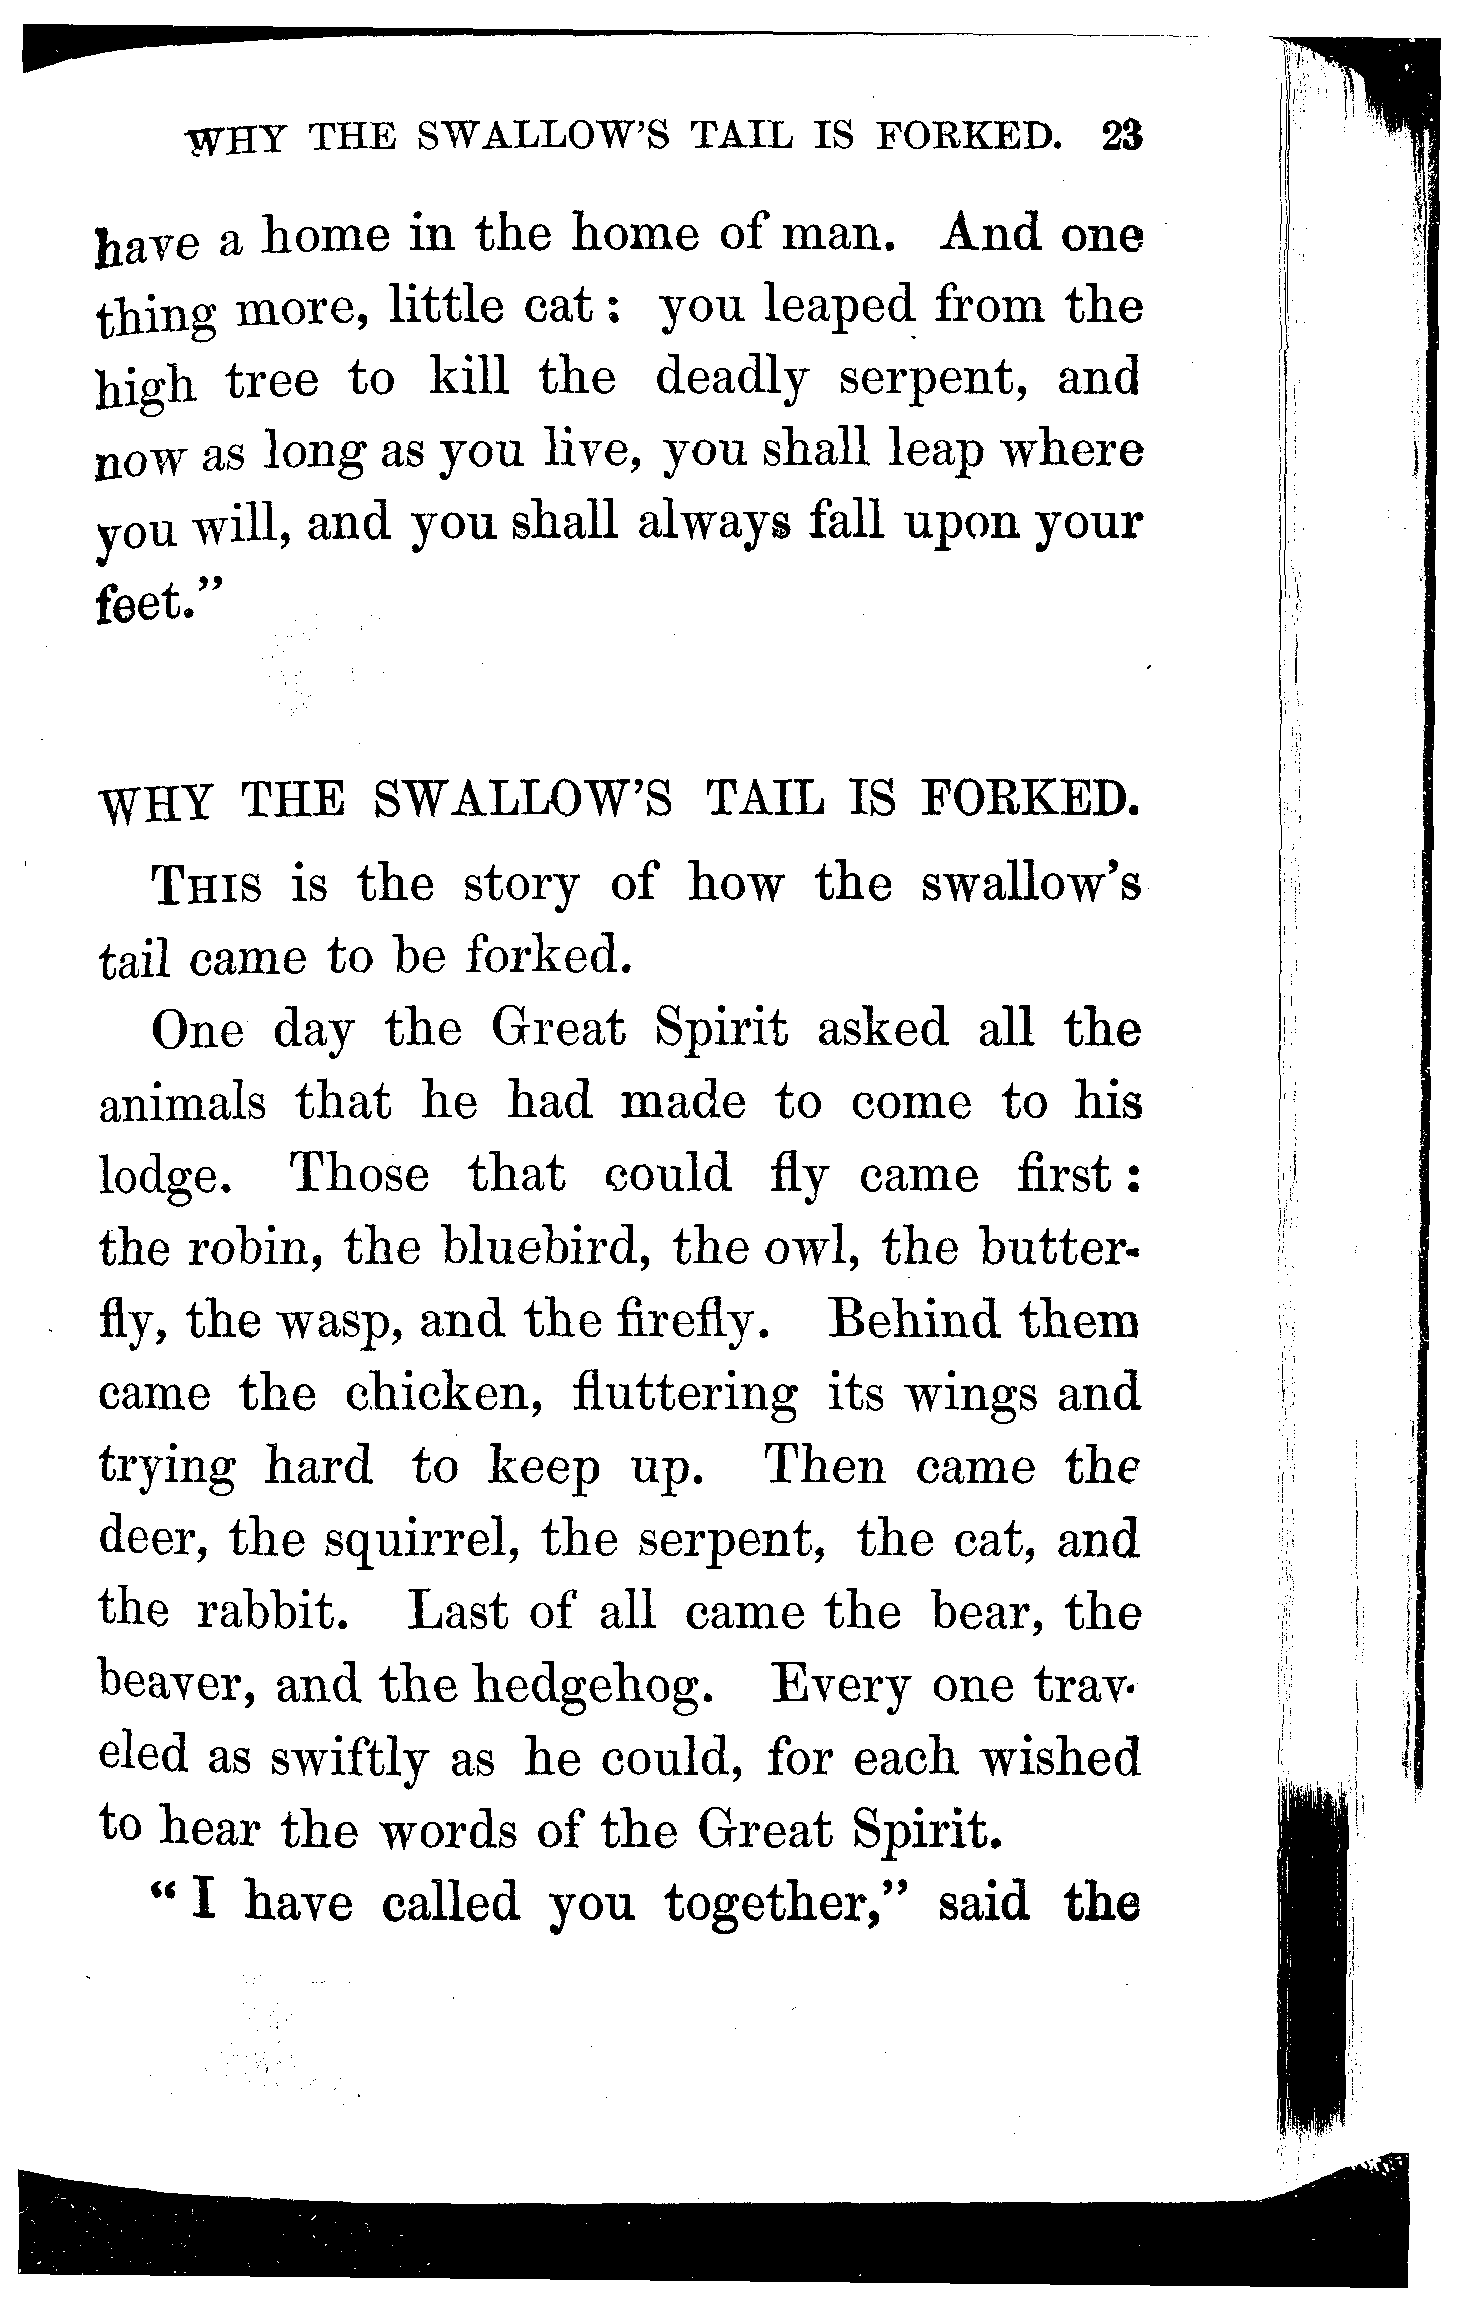 WHY THE SWALLOW'S TAIL IS FORKED. 23
have a home in the home of man. And one
thing more, little cat: you leaped from the
high tree to kill the deadly serpent, and
now as long as you live, you shall leap where
you will, and you shall always fall upon your
feet."
WHY THE SWALLOW'S TAIL IS FORKED.
THIS is the story of how the swallow's
tail came to be forked.
One day the Great Spirit asked all the
animals that he had made to come to his
lodge. Those that could fly came first:
the robin, the bluebird, the owl, the butter-
fly, the wasp, and the firefly. Behind them
came the chicken, fluttering its wings and
trying hard to keep up. Then came the
deer, the squirrel, the serpent, the cat, and
the rabbit. Last of all came the bear, the
beaver, and the hedgehog. Every one trav-
eled as swiftly as he could, for each wished
to hear the words of the Great Spirit.
"I have called you together," said the